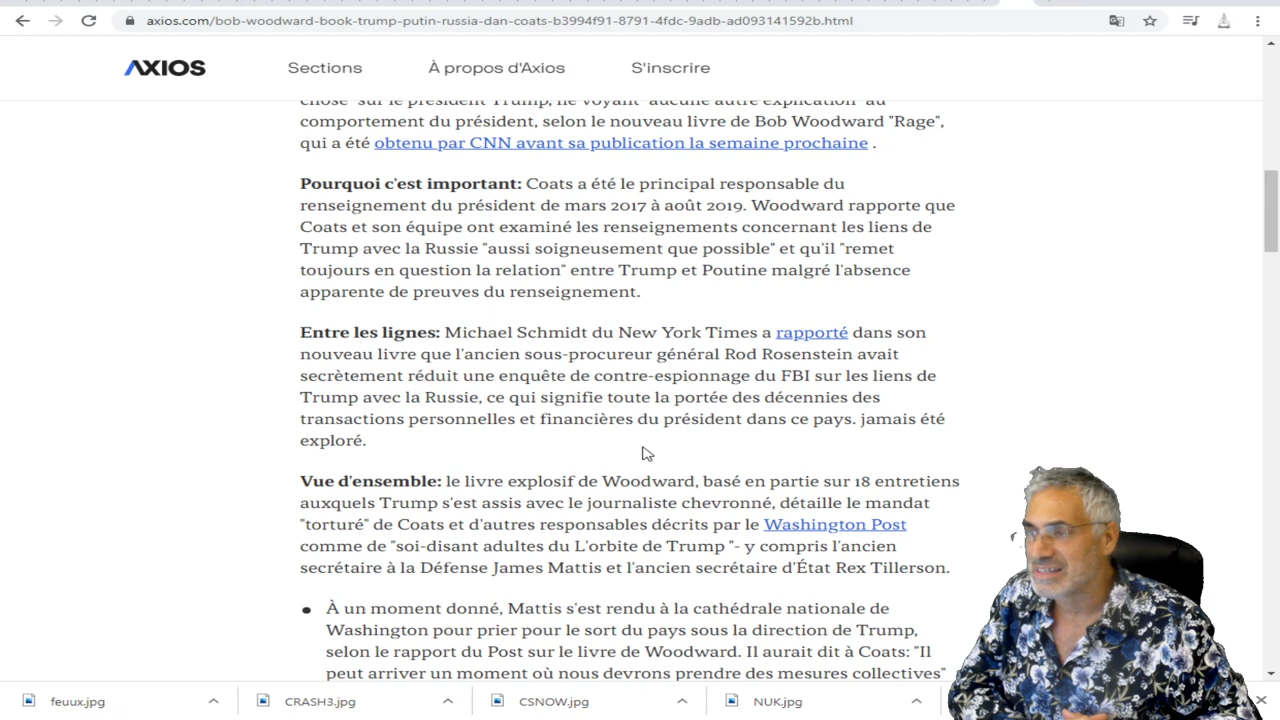 axios.com/bob-woodward-book-trump-putin-russia-dan-coats-b3994f91-8791-4fdc-9adb-ad093141592b.html
AXIOS
Sections
À propos d'Axios
S'inscrire
chose" sur le président Trump, ne voyant "aucune autre explication" au
comportement du président, selon le nouveau livre de Bob Woodward "Rage",
qui a été obtenu par CNN avant sa publication la semaine prochaine .
Pourquoi c'est important: Coats a été le principal responsable du
renseignement du président de mars 2017 à août 2019. Woodward rapporte que
Coats et son équipe ont examiné les renseignements concernant les liens de
Trump avec la Russie "aussi soigneusement que possible" et qu'il "remet
toujours en question la relation" entre Trump et Poutine malgré l'absence
apparente de preuves du renseignement.
Entre les lignes: Michael Schmidt du New York Times a rapporté dans son
nouveau livre que l'ancien sous-procureur général Rod Rosenstein avait
secrètement réduit une enquête de contre-espionnage du FBI sur les liens de
Trump avec la Russie, ce qui signifie toute la portée des décennies des
transactions personnelles et financières du président dans ce pays. jamais été
exploré.
Vue d'ensemble: le livre explosif de Woodward, basé en partie sur 18 entretiens
auxquels Trump s'est assis avec le journaliste chevronné, détaille le mandat
"torturé" de Coats et d'autres responsables décrits par le Washington Post
comme de "soi-disant adultes du L'orbite de Trump "- y compris l'ancien
secrétaire à la Défense James Mattis et l'ancien secrétaire d'État Rex Tillerson.
● À un moment donné, Mattis s'est rendu à la cathédrale nationale de
Washington pour prier pour le sort du pays sous la direction de Trump,
selon le rapport du Post sur le livre de Woodward. Il aurait dit à Coats: "Il
peut arriver un moment où nous devrons prendre des mesures collectives"
feuux.jpg
CRASH3.jpg
CSNOW.jpg
NUK.jpg